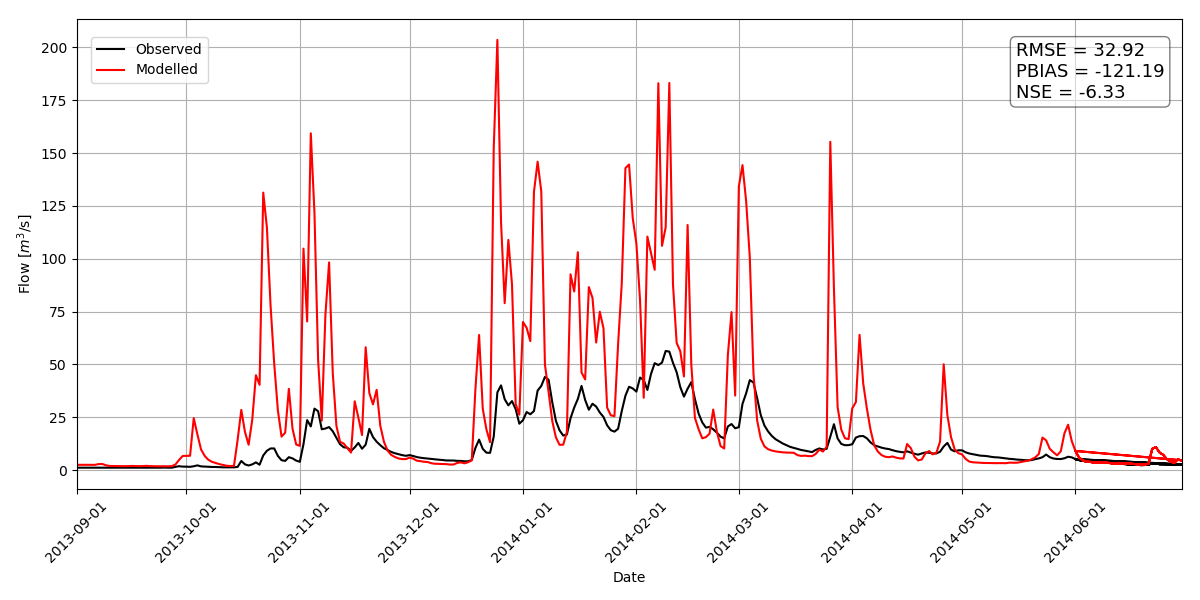 Observed
Modelled
RMSE = 32.92
PBIAS = -121.19
NSE = -6.33
200
175
150
125
100
75
50
25
0
Flow [m³/s]
2013-09-01
2013-10-01
2013-11-01
2013-12-01
2014-01-01
2014-02-01
2014-03-01
2014-04-01
2014-05-01
2014-06-01
Date